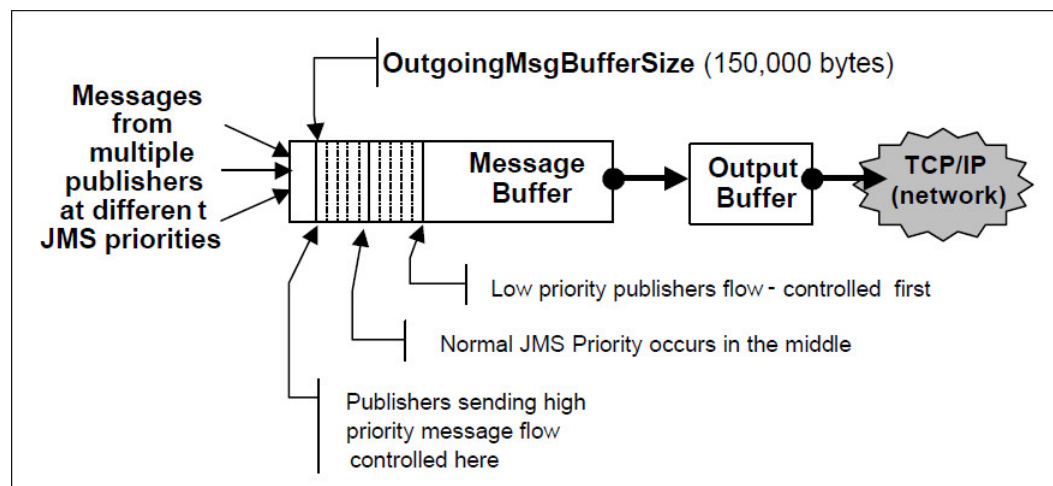 OutgoingMsgBufferSize (150,000 bytes)
Messages
from
multiple
publishers
at differen t
JMS priorities
Message
Buffer
Output
Buffer
TCP/IP
(network)
Low priority publishers flow - controlled first
Normal JMS Priority occurs in the middle
Publishers sending high
priority message flow
controlled here